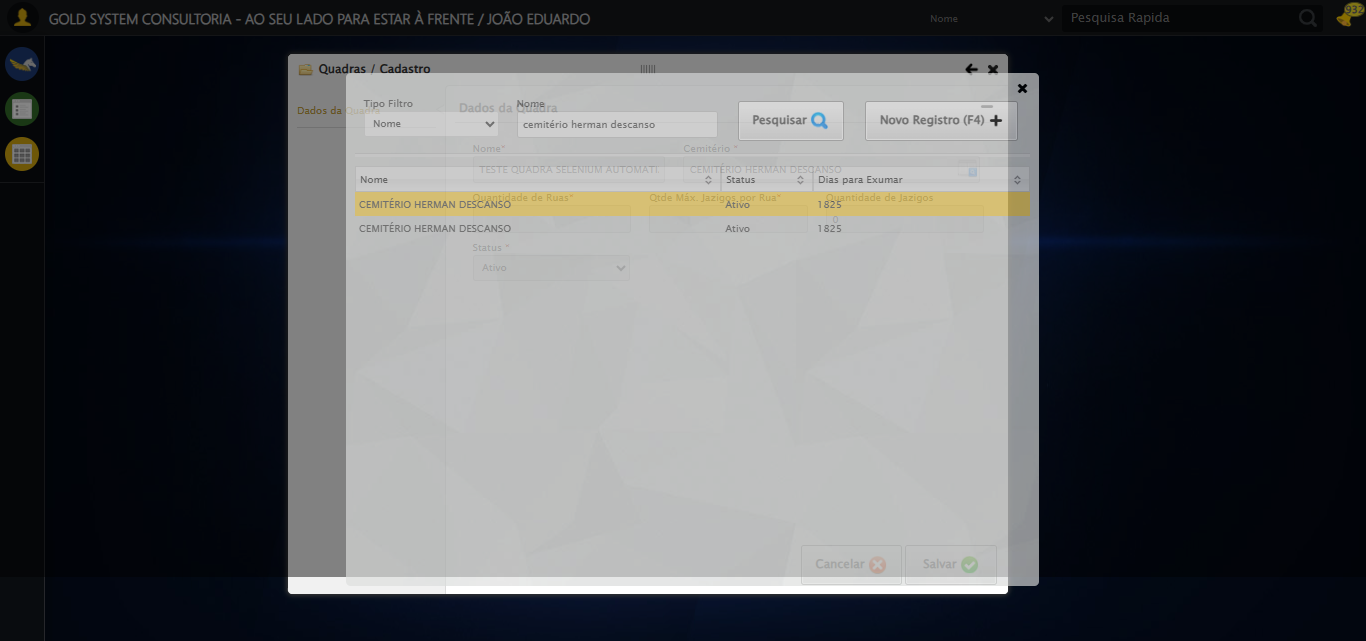 GOLD SYSTEM CONSULTORIA - AO SEU LADO PARA ESTAR À FRENTE / JOÃO EDUARDO
Nome
Pesquisa Rapida
932
Quadras / Cadastro
Dados da Quadra
Dados da Quadra
Tipo Filtro
Nome
Nome
cemitério herman descanso
Pesquisar
Novo Registro (F4)
Nome*
Cemitério *
TESTE QUADRA SELENIUM AUTOMATI
CEMITÉRIO HERMAN DESCANSO
Nome
Status
Dias para Exumar
Quantidade de Ruas*
Qtde Máx. Jazigos por Rua*
Quantidade de Jazigos
CEMITÉRIO HERMAN DESCANSO
Ativo
1825
0
CEMITÉRIO HERMAN DESCANSO
Ativo
1825
Status *
Ativo
Cancelar
Salvar